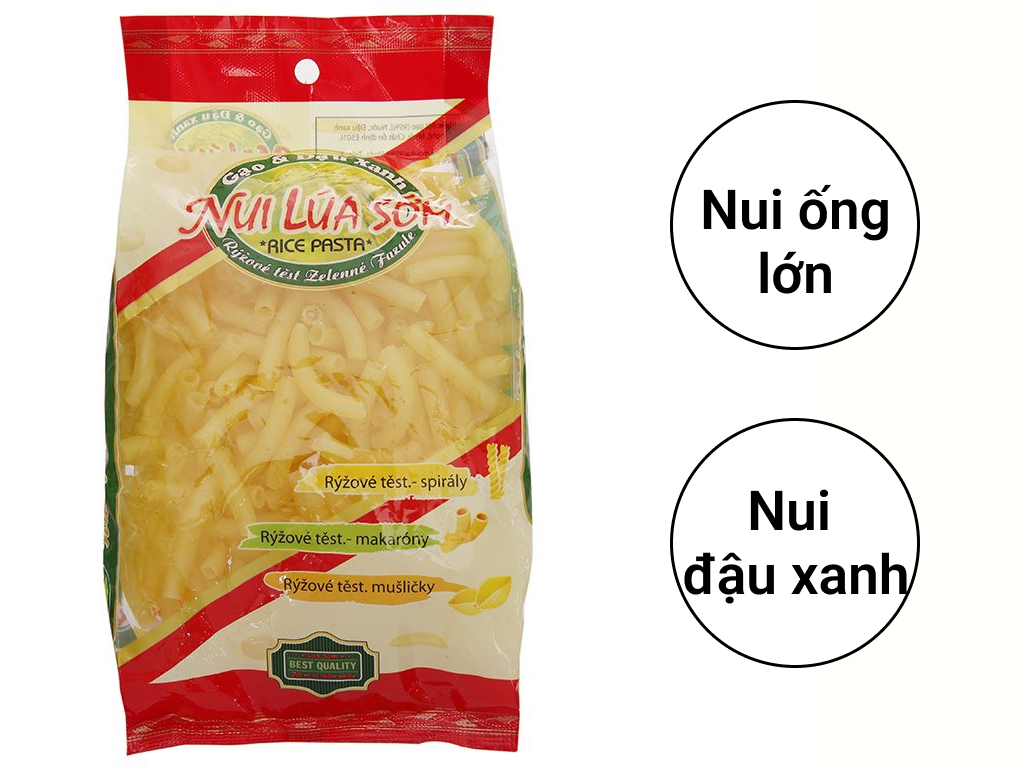 Gạo & Đậu xanh
NUI LÚA SỚM
*RICE PASTA*
Rýžové těst Zelenné Fazule
Rýžové těst.- spirály
Rýžové těst.- makaróny
Rýžové těst. mušličky
BEST QUALITY
Nui ống
lớn
Nui
đậu xanh